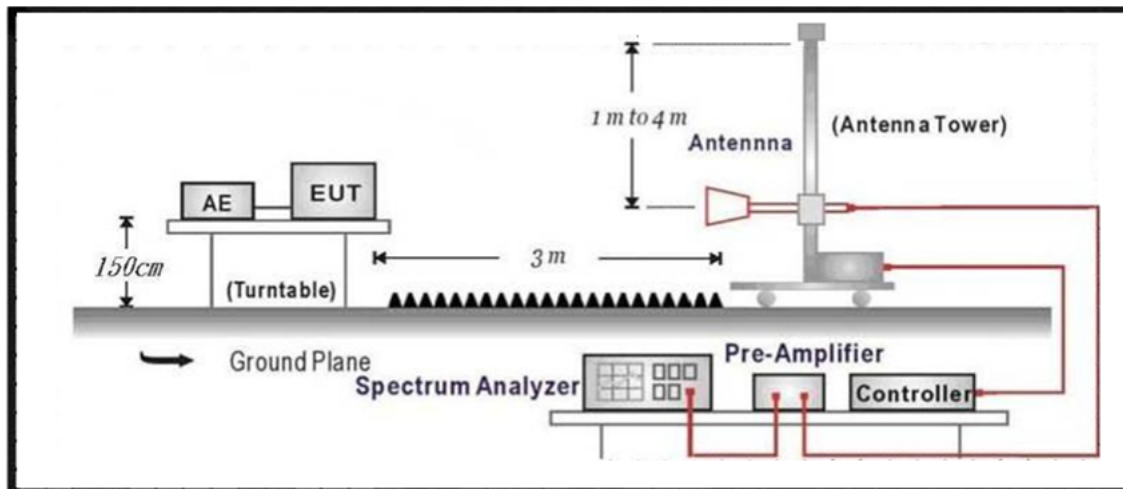 1 m to 4 m
(Antenna Tower)
Antennna
AE
EUT
150cm
3 m
(Turntable)
Ground Plane
Pre-Amplifier
Spectrum Analyzer
Controller